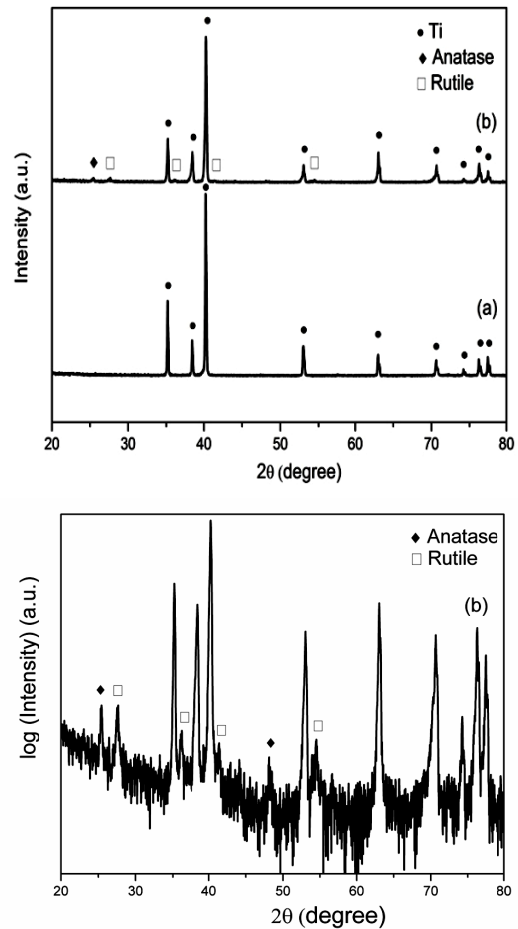 ● Ti
◆ Anatase
□ Rutile
(b)
(a)
Intensity (a.u.)
20 30 40 50 60 70 80
2θ (degree)
◆ Anatase
□ Rutile
(b)
log (Intensity) (a.u.)
20 30 40 50 60 70 80
2θ (degree)